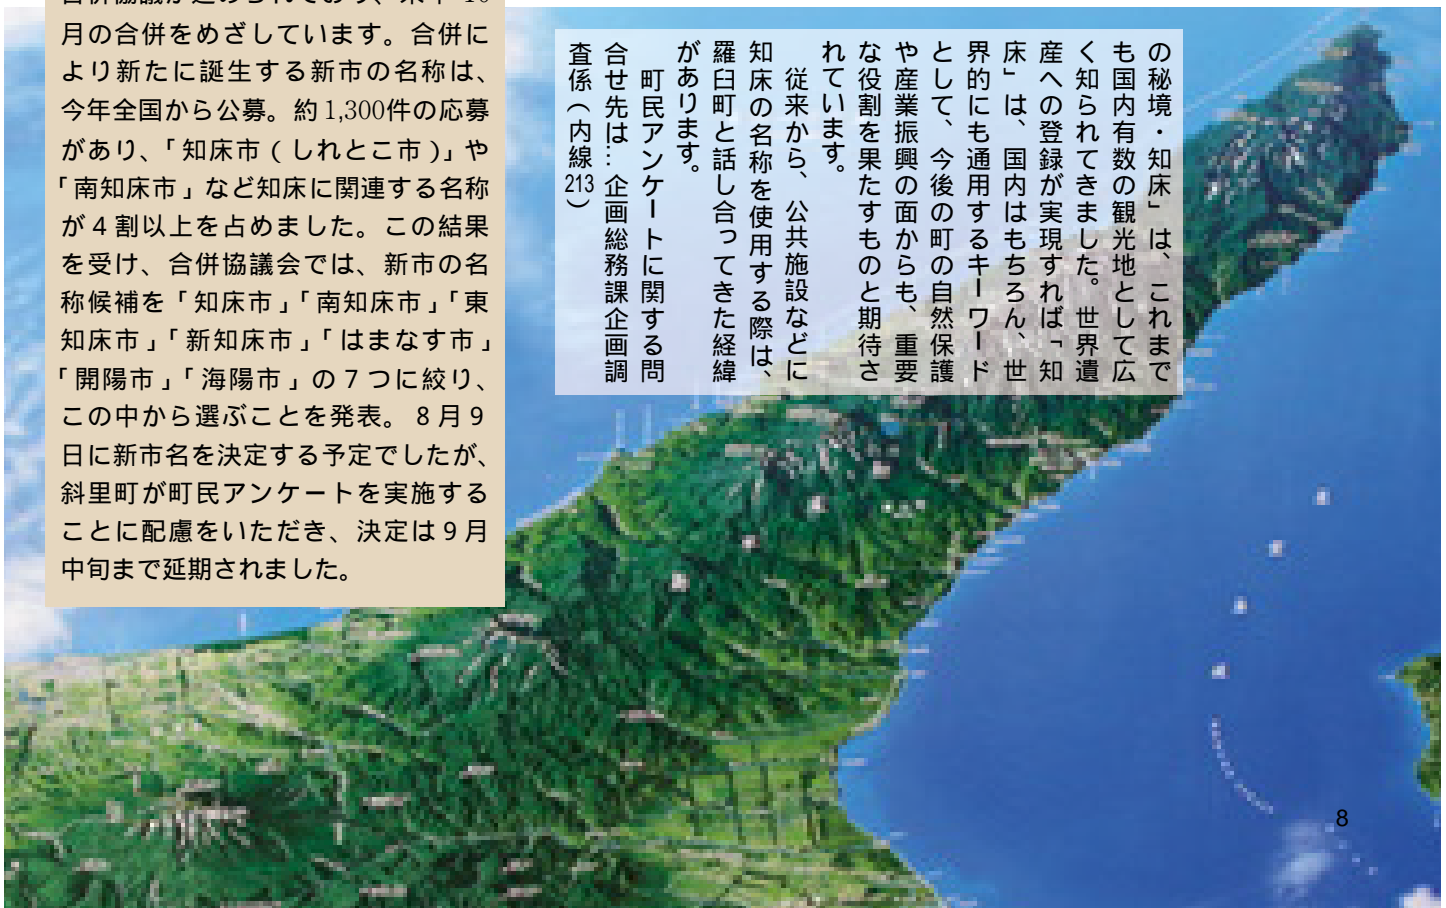 月の合併をめざしています。合併に
より新たに誕生する新市の名称は、
今年全国から公募。約1,300件の応募
があり、「知床市(しれとこ市)」や
「南知床市」など知床に関連する名称
が4割以上を占めました。この結果
を受け、合併協議会では、新市の名
称候補を「知床市」「南知床市」「東
知床市」「新知床市」「はまなす市」
「開陽市」「海陽市」の7つに絞り、
この中から選ぶことを発表。8月9
日に新市名を決定する予定でしたが、
斜里町が町民アンケートを実施する
ことに配慮をいただき、決定は9月
中旬まで延期されました。
の秘境・知床」は、これまで
も国内有数の観光地として広
く知られてきました。世界遺
産への登録が実現すれば「知
床」は、国内はもちろん、世
界的にも通用するキーワード
として、今後の町の自然保護
や産業振興の面からも、重要
な役割を果たすものと期待さ
れています。
従来から、公共施設などに
知床の名称を使用する際は、
羅臼町と話し合ってきた経緯
があります。
町民アンケートに関する問
合せ先は…企画総務課企画調
査係(内線213)
8